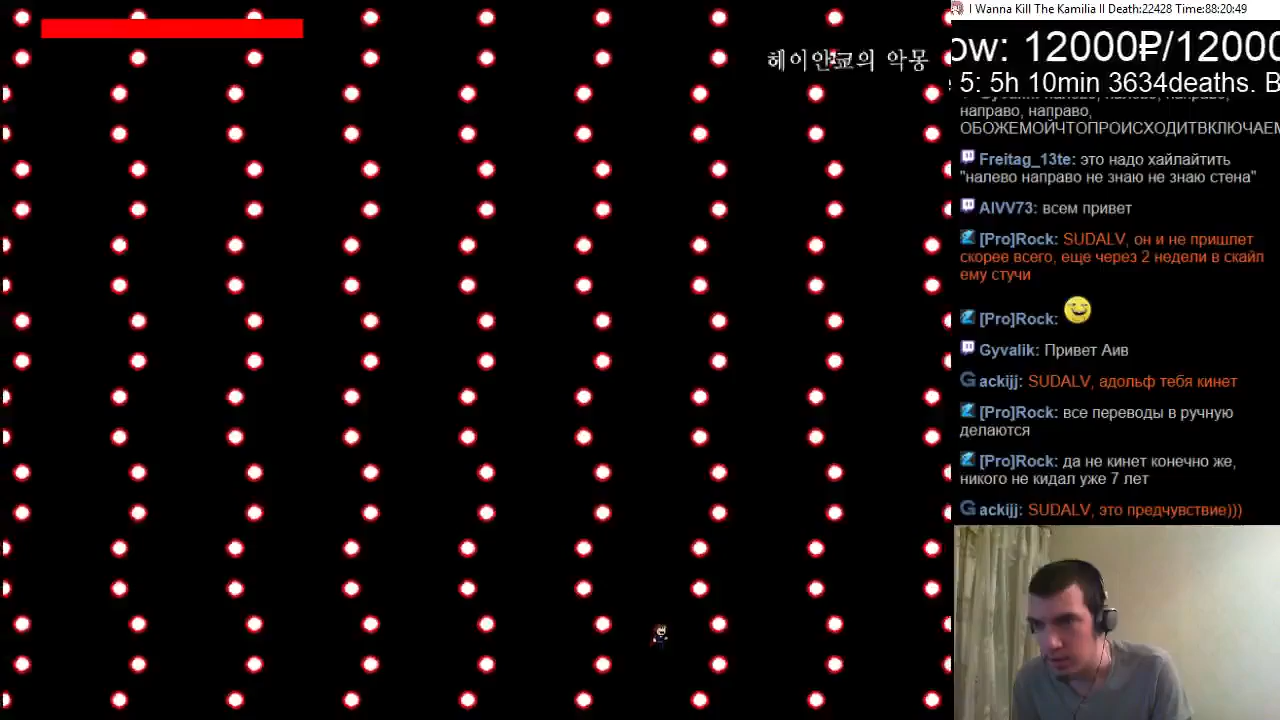 I Wanna Kill The Kamilia II Death:22428 Time:88:20:49
ow: 12000₽/12000
헤이안쿄의 악몽
5: 5h 10min 3634deaths. B
направо, направо,
ОБОЖЕМОЙЧТОПРОИСХОДИТВКЛЮЧАЕМ
Freitag_13te: это надо хайлайтить
"налево направо не знаю не знаю стена"
AIVV73: всем привет
[Pro]Rock: SUDALV, он и не пришлет
скорее всего, еще через 2 недели в скайп
ему стучи
[Pro]Rock:
Gyvalik: Привет Аив
ackijj: SUDALV, адольф тебя кинет
[Pro]Rock: все переводы в ручную
делаются
[Pro]Rock: да не кинет конечно же,
никого не кидал уже 7 лет
ackijj: SUDALV, это предчувствие)))